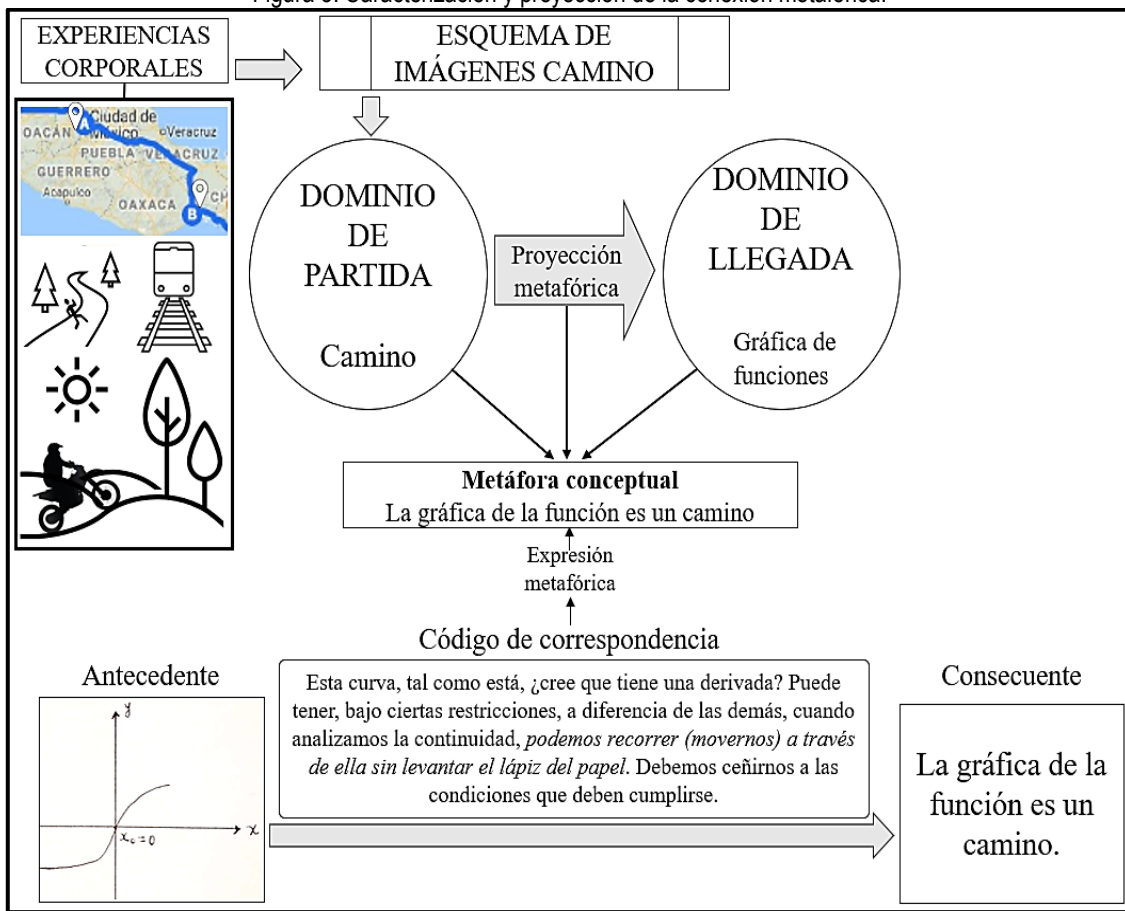 Figura 3. Caracterización y proyección de la conexión metafórica.
EXPERIENCIAS
CORPORALES
ESQUEMA DE
IMÁGENES CAMINO
A
Ciudad de
México
Veracruz
OACÁN
PUEBLA
VERACRUZ
GUERRERO
Acapulco
OAXACA
CH
B
DOMINIO
DE
PARTIDA
Camino
Proyección
metafórica
DOMINIO
DE
LLEGADA
Gráfica de
funciones
Metáfora conceptual
La gráfica de la función es un camino
Expresión
metafórica
Código de correspondencia
Antecedente
y
x
x₀=0
Esta curva, tal como está, ¿cree que tiene una derivada? Puede
tener, bajo ciertas restricciones, a diferencia de las demás, cuando
analizamos la continuidad, podemos recorrer (movernos) a través
de ella sin levantar el lápiz del papel. Debemos ceñirnos a las
condiciones que deben cumplirse.
Consecuente
La gráfica de la
función es un
camino.